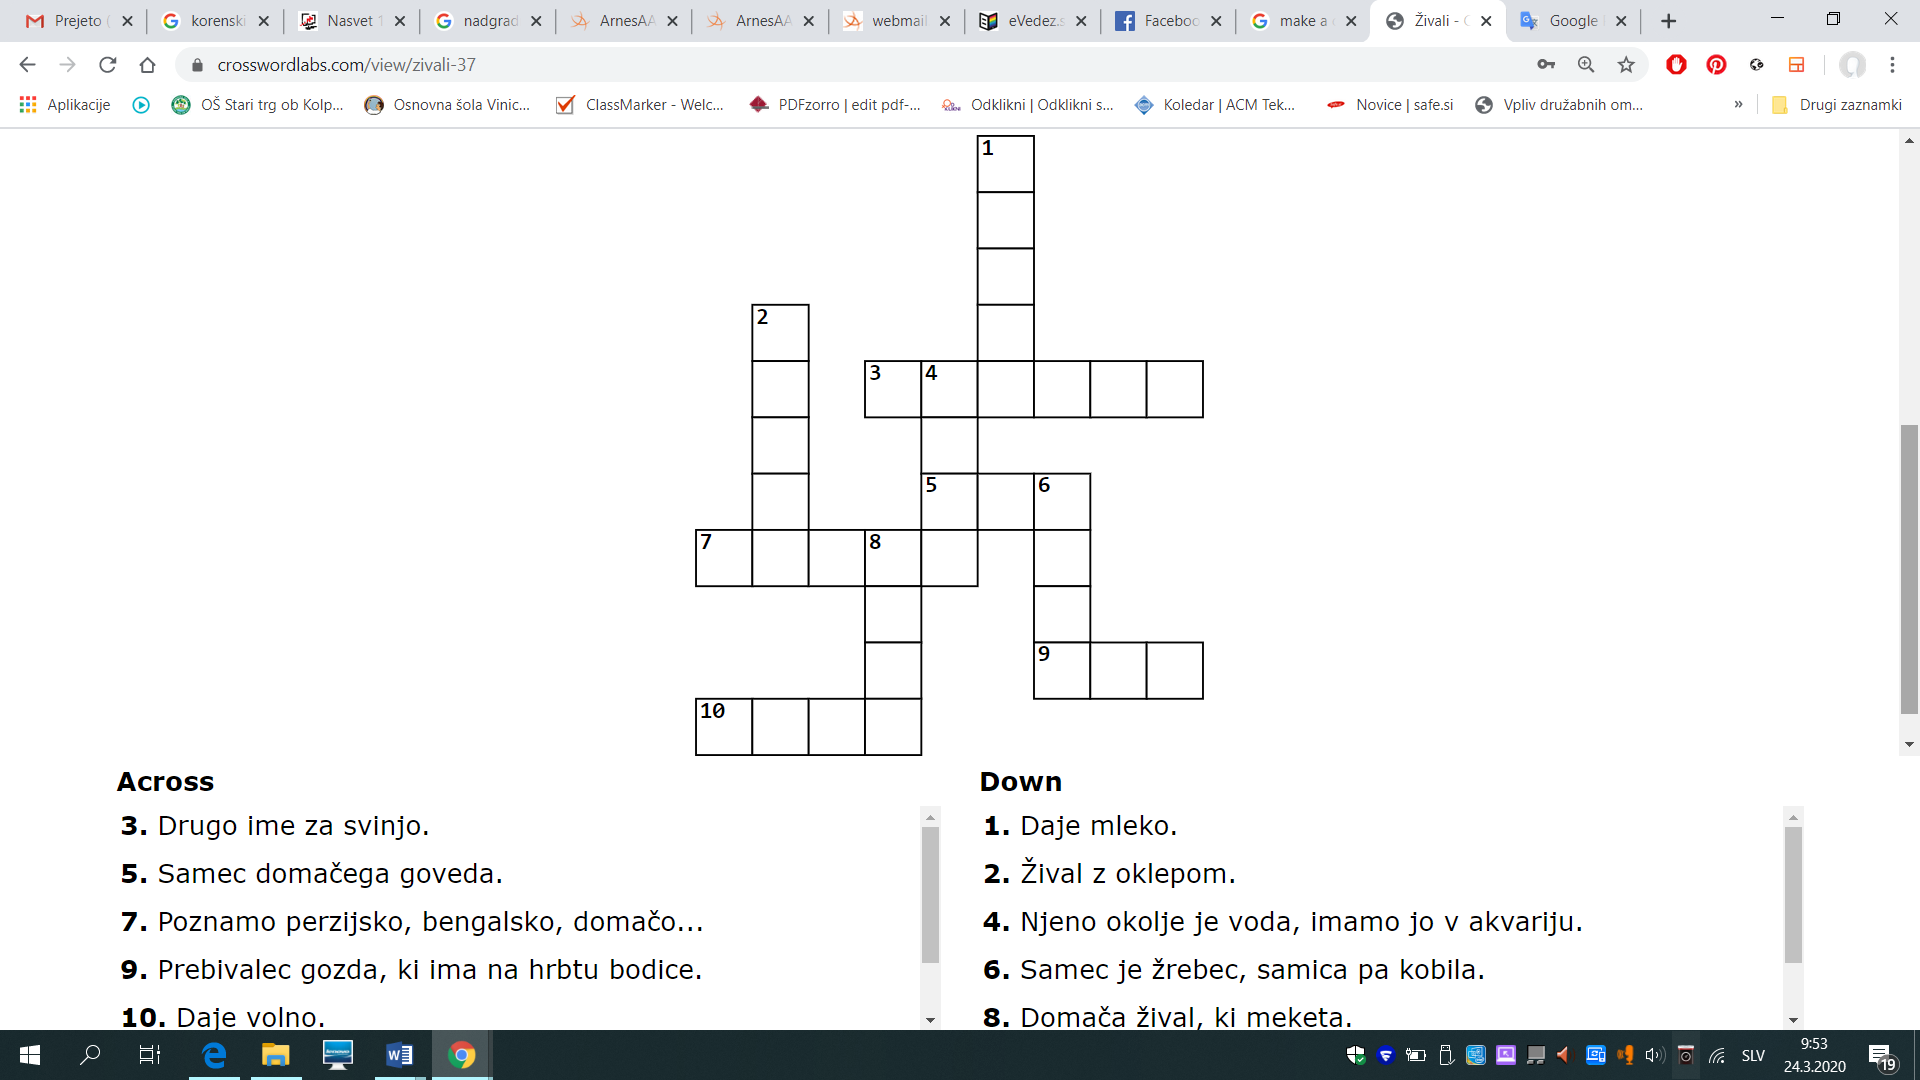 Prejeto (
korenski
Nasvet 1
nadgrad
ArnesAA
ArnesAA
webmail
eVedez.s
Faceboo
make a c
Živali - C
Google
crosswordlabs.com/view/zivali-37
Aplikacije
OŠ Stari trg ob Kolp...
Osnovna šola Vinic...
ClassMarker - Welc...
PDFzorro | edit pdf-...
Odklikni | Odklikni s...
Koledar | ACM Tek...
Novice | safe.si
Vpliv družabnih om...
»
Drugi zaznamki
1
2
3 4
5 6
7 8
9
10
Across
3. Drugo ime za svinjo.
5. Samec domačega goveda.
7. Poznamo perzijsko, bengalsko, domačo...
9. Prebivalec gozda, ki ima na hrbtu bodice.
10. Daje volno.
Down
1. Daje mleko.
2. Žival z oklepom.
4. Njeno okolje je voda, imamo jo v akvariju.
6. Samec je žrebec, samica pa kobila.
8. Domača žival, ki meketa.
SLV
9:53
24.3.2020
19